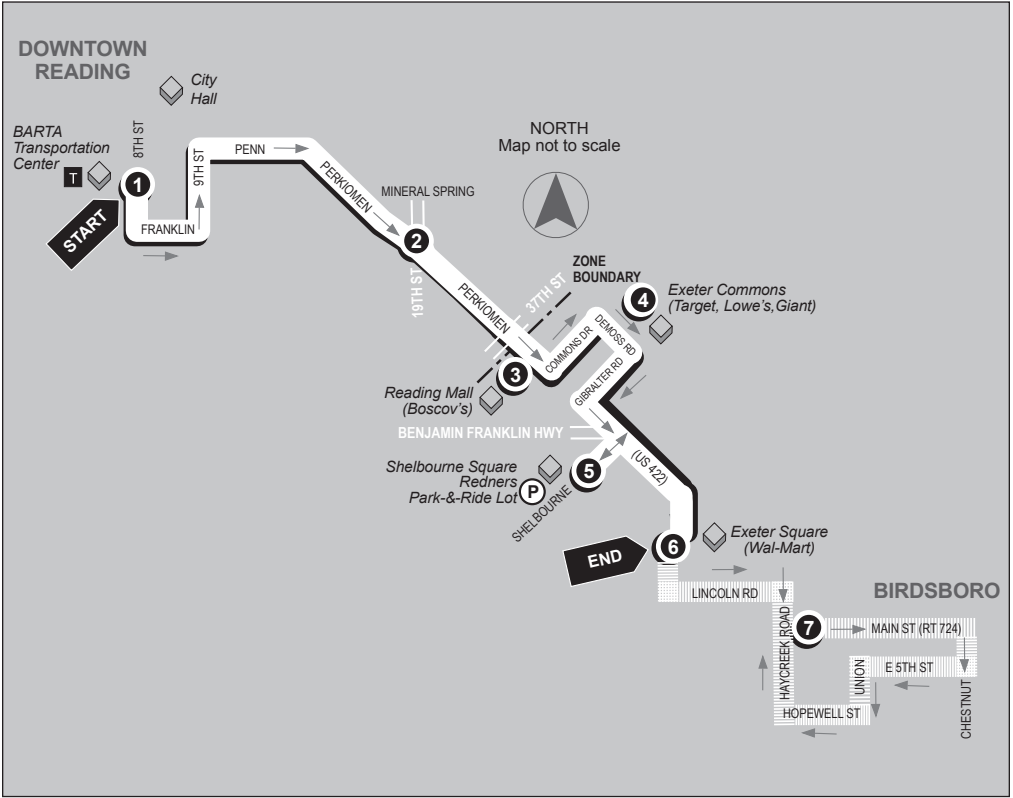 DOWNTOWN
READING
City
Hall
BARTA
Transportation
Center
T
8TH ST
1
START
FRANKLIN
9TH ST
PENN
PERKIOMEN
NORTH
Map not to scale
MINERAL SPRING
2
19TH ST
PERKIOMEN
37TH ST
ZONE
BOUNDARY
4
Exeter Commons
(Target, Lowe's,Giant)
COMMONS DR
DEMOSS RD
GIBRALTER RD
3
Reading Mall
(Boscov's)
BENJAMIN FRANKLIN HWY
(US 422)
Shelbourne Square
Redners
Park-&-Ride Lot
P
5
SHELBOURNE
6
END
Exeter Square
(Wal-Mart)
LINCOLN RD
BIRDSBORO
HAYCREEK ROAD
7
MAIN ST (RT 724)
UNION
E 5TH ST
CHESTNUT
HOPEWELL ST